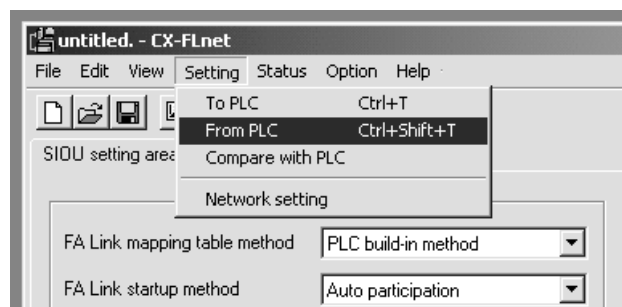 untitled. - CX-FLnet
File Edit View Setting Status Option Help
To PLC Ctrl+T
From PLC Ctrl+Shift+T
SIOU setting area
Compare with PLC
Network setting
FA Link mapping table method PLC build-in method
FA Link startup method Auto participation